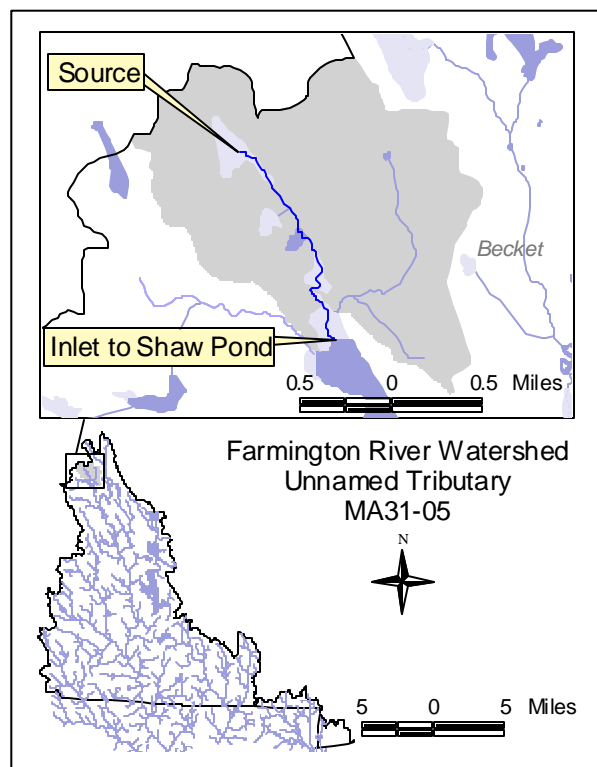 Source
Becket
Inlet to Shaw Pond
0.5 0 0.5 Miles
Farmington River Watershed
Unnamed Tributary
MA31-05
N
5 0 5 Miles